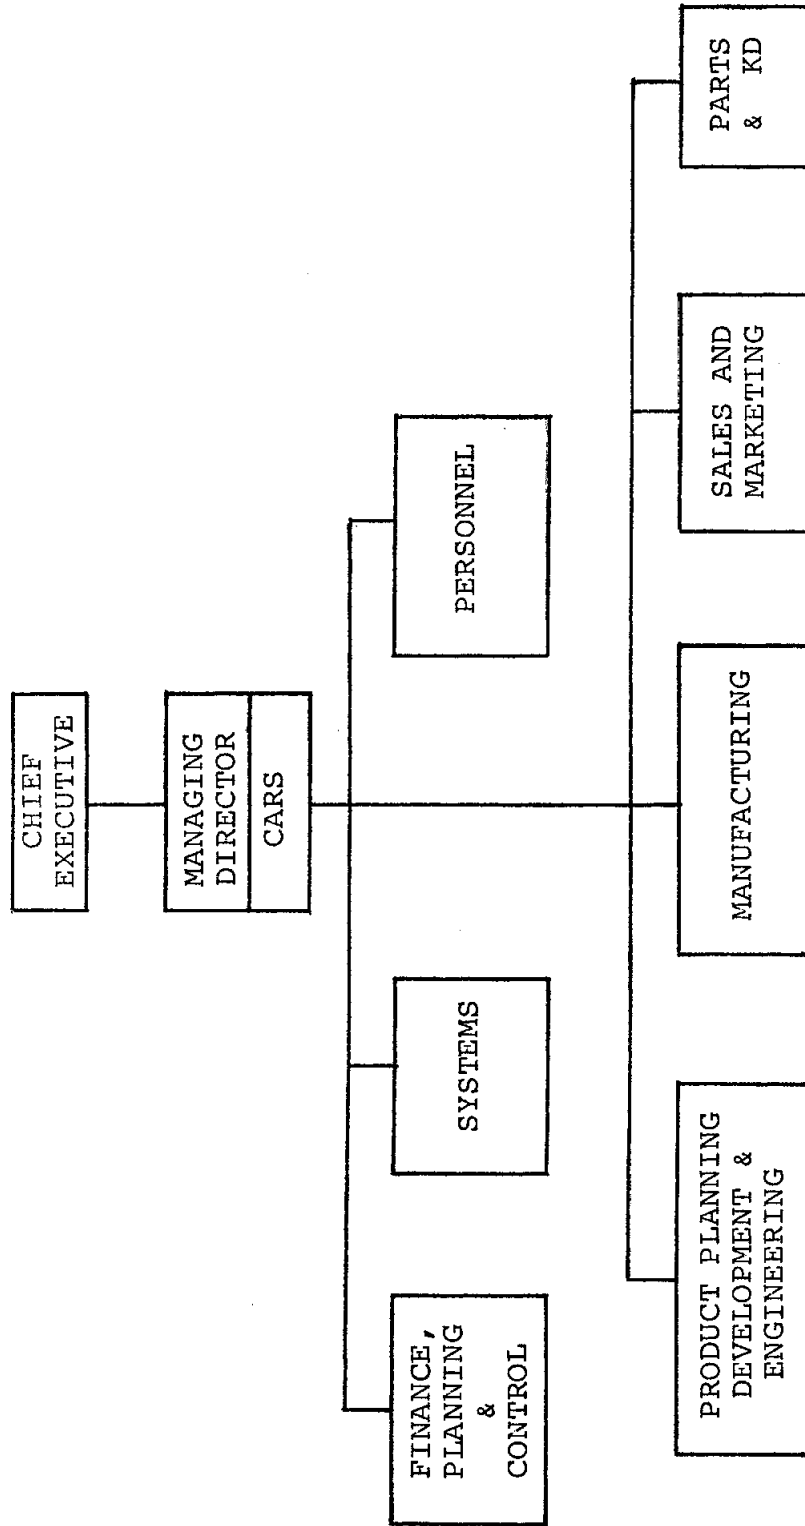 CHIEF
EXECUTIVE
MANAGING
DIRECTOR
CARS
FINANCE,
PLANNING
&
CONTROL
SYSTEMS
PERSONNEL
PRODUCT PLANNING
DEVELOPMENT &
ENGINEERING
MANUFACTURING
SALES AND
MARKETING
PARTS
& KD